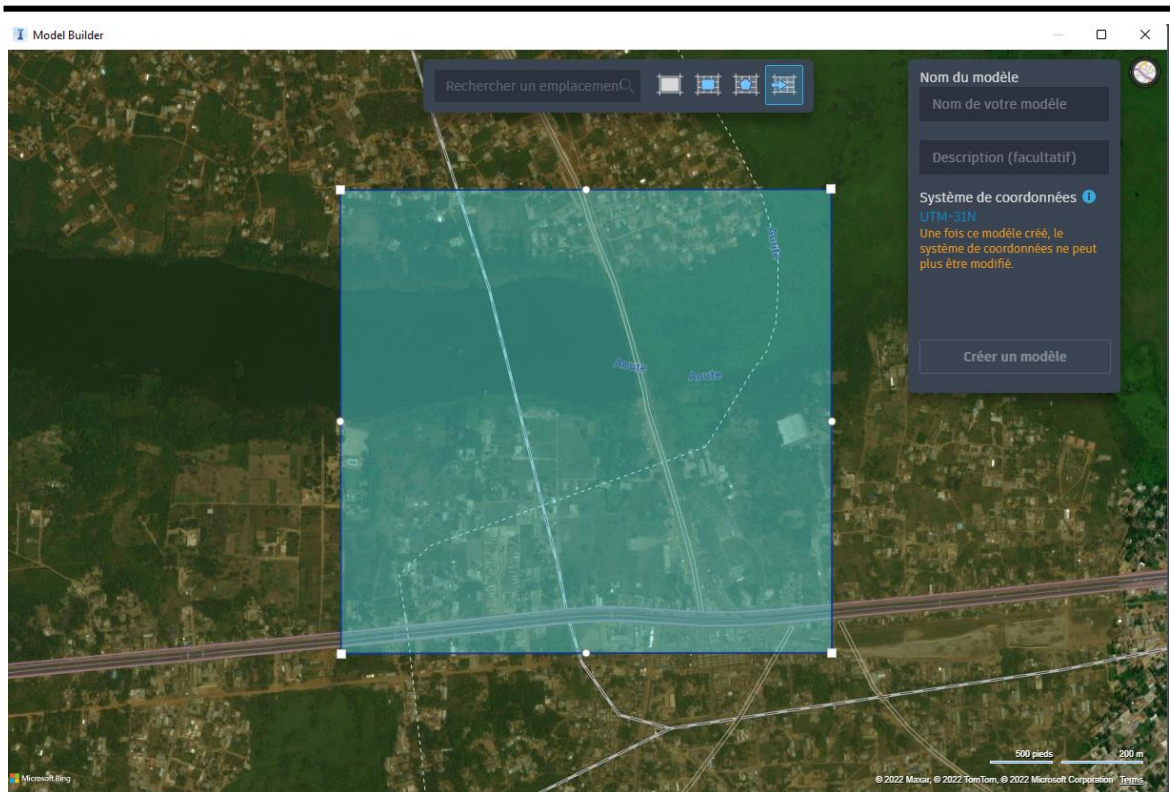 Model Builder
Rechercher un emplacement
Nom du modèle
Nom de votre modèle
Description (facultatif)
Système de coordonnées
UTM-31N
Une fois ce modèle créé, le
système de coordonnées ne peut
plus être modifié.
Créer un modèle
Aoute
Aoute
Aoute
500 pieds
200 m
Microsoft Bing
© 2022 Maxar, © 2022 TomTom, © 2022 Microsoft Corporation Terms